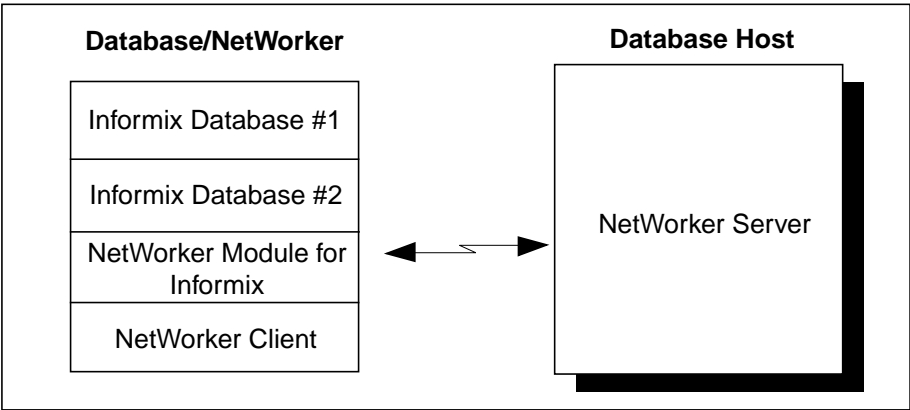 Database/NetWorker
Database Host
Informix Database #1
Informix Database #2
NetWorker Module for
Informix
NetWorker Client
NetWorker Server